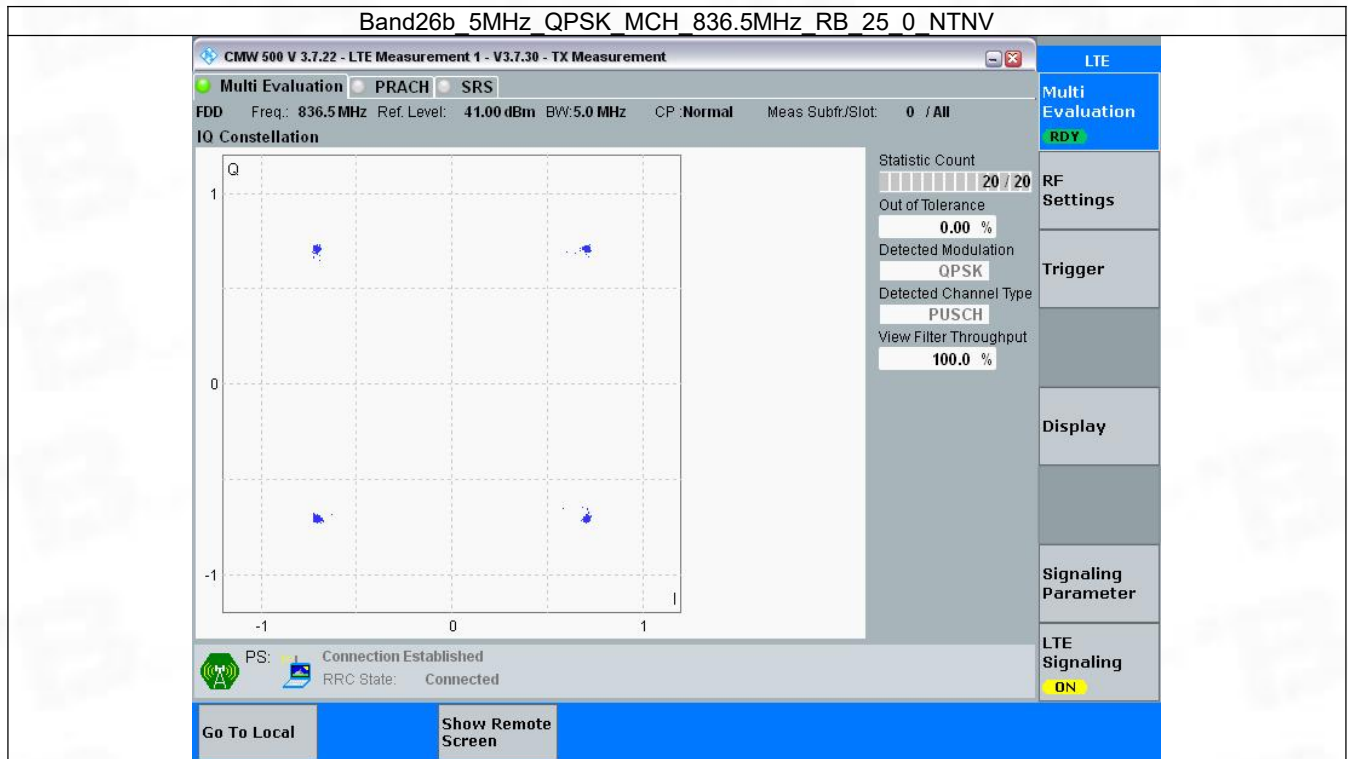 Band26b_5MHz_QPSK_MCH_836.5MHz_RB_25_0_NTNV
CMW 500 V 3.7.22 - LTE Measurement 1 - V3.7.30 - TX Measurement
LTE
Multi Evaluation PRACH SRS
Multi
Evaluation
RDY
FDD Freq.: 836.5 MHz Ref. Level: 41.00 dBm BW:5.0 MHz CP :Normal Meas Subfr./Slot: 0 / All
IQ Constellation
Q
1
0
-1
I
-1 0 1
Statistic Count
20 / 20
Out of Tolerance
0.00 %
Detected Modulation
QPSK
Detected Channel Type
PUSCH
View Filter Throughput
100.0 %
RF
Settings
Trigger
Display
Signaling
Parameter
LTE
Signaling
ON
PS: Connection Established
RRC State: Connected
Go To Local
Show Remote
Screen